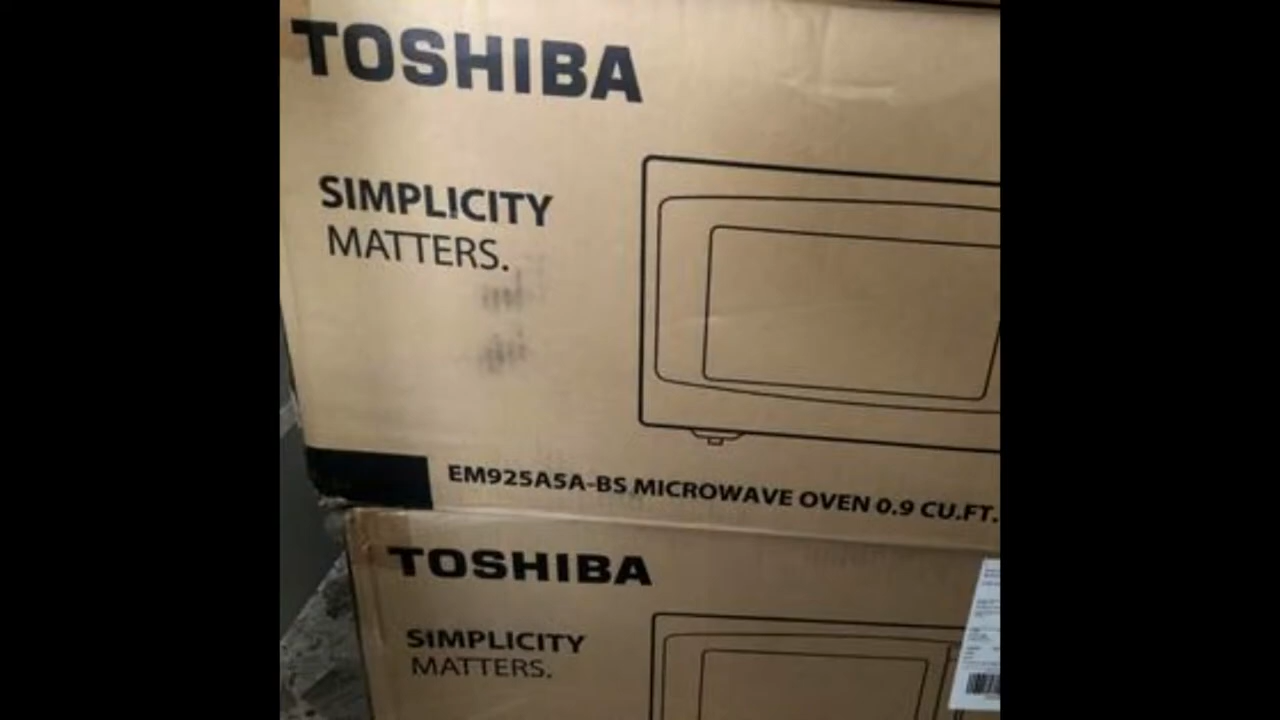 TOSHIBA
SIMPLICITY
MATTERS.
EM925A5A-BS MICROWAVE OVEN 0.9 CU.FT.
TOSHIBA
SIMPLICITY
MATTERS.